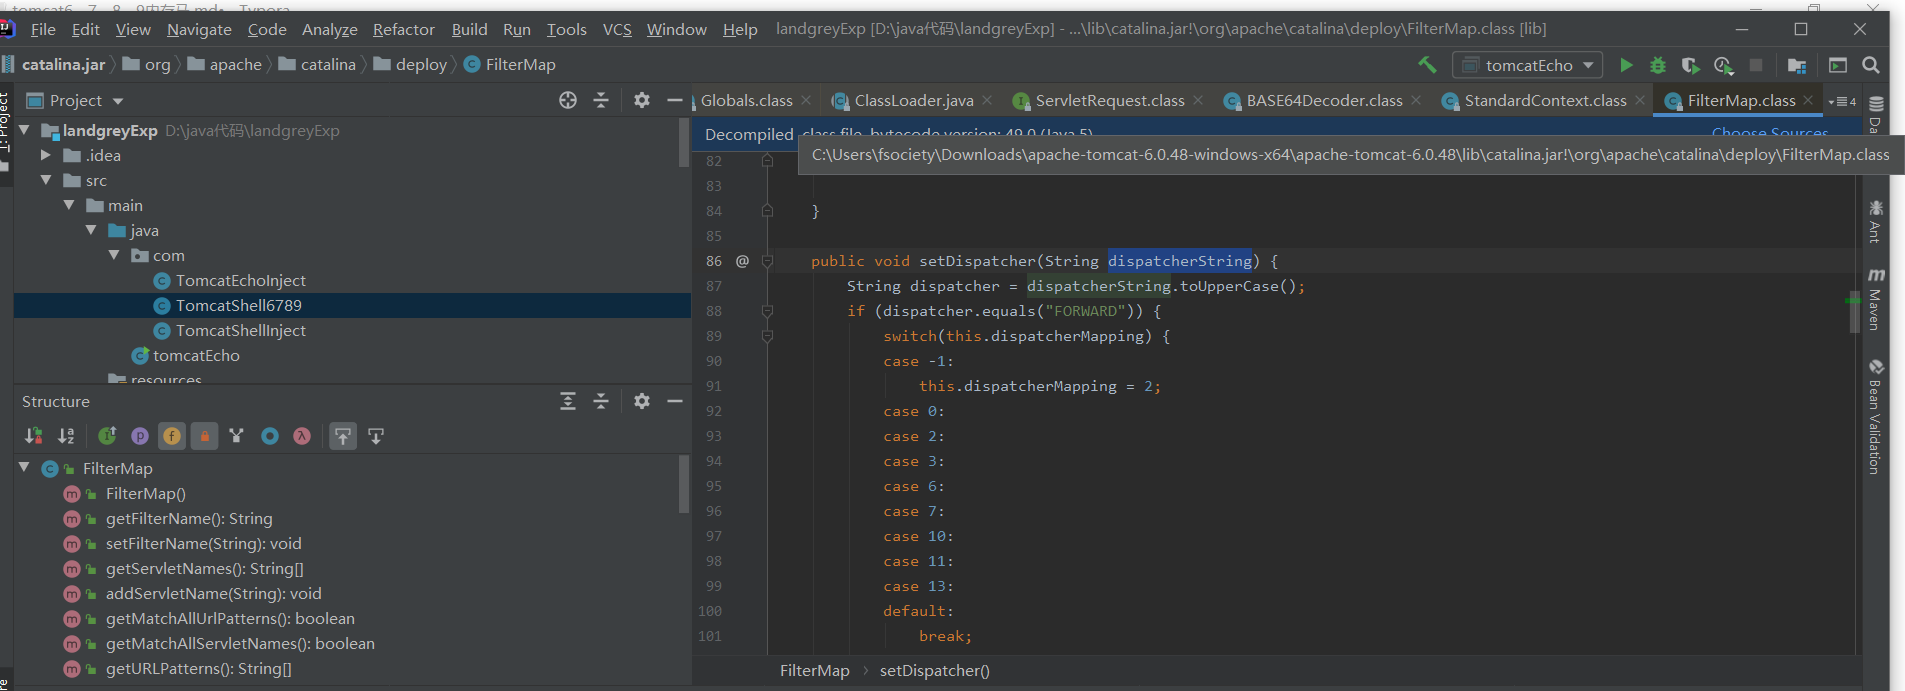 tomcat6、7、8、9内存马.md• Typora
File Edit View Navigate Code Analyze Refactor Build Run Tools VCS Window Help landgreyExp [D:\java代码\landgreyExp] - ...\lib\catalina.jar!\org\apache\catalina\deploy\FilterMap.class [lib]
catalina.jar org apache catalina deploy FilterMap
tomcatEcho
Project
Globals.class ClassLoader.java ServletRequest.class BASE64Decoder.class StandardContext.class FilterMap.class 4
landgreyExp D:\java代码\landgreyExp
.idea
src
main
java
com
TomcatEchoInject
TomcatShell6789
TomcatShellInject
tomcatEcho
resources
Structure
FilterMap
FilterMap()
getFilterName(): String
setFilterName(String): void
getServletNames(): String[]
addServletName(String): void
getMatchAllUrlPatterns(): boolean
getMatchAllServletNames(): boolean
getURLPatterns(): String[]
Decompiled .class file, bytecode version: 49.0 (Java 5) Choose Sources...
C:\Users\fsociety\Downloads\apache-tomcat-6.0.48-windows-x64\apache-tomcat-6.0.48\lib\catalina.jar!\org\apache\catalina\deploy\FilterMap.class
82
83
84 }
85
86 @ public void setDispatcher(String dispatcherString) {
87 String dispatcher = dispatcherString.toUpperCase();
88 if (dispatcher.equals("FORWARD")) {
89 switch(this.dispatcherMapping) {
90 case -1:
91 this.dispatcherMapping = 2;
92 case 0:
93 case 2:
94 case 3:
95 case 6:
96 case 7:
97 case 10:
98 case 11:
99 case 13:
100 default:
101 break;
FilterMap setDispatcher()
1: Project
Da
Ant
Maven
Bean Validation